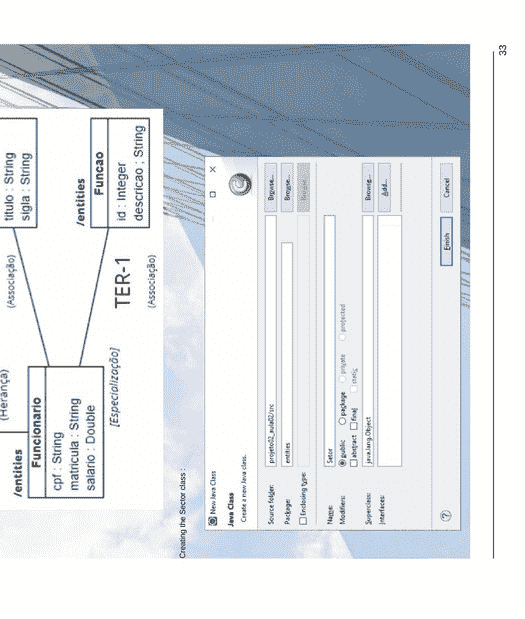 (Herança)
(Associação)
título : String
sigla : String
/entities
Funcionario
cpf : String
matricula : String
salario : Double
/entities
Funcao
id : Integer
descricao : String
[Especialização]
TER-1
(Associação)
Creating the Sector class :
New Java Class
Java Class
Create a new Java class.
Source folder: projeto02_aula02/src Browse...
Package: entities Browse...
Enclosing type: Browse...
Name: Setor
Modifiers: public package private protected
abstract final static
Superclass: java.lang.Object Browse...
Interfaces: Add...
? Finish Cancel
33